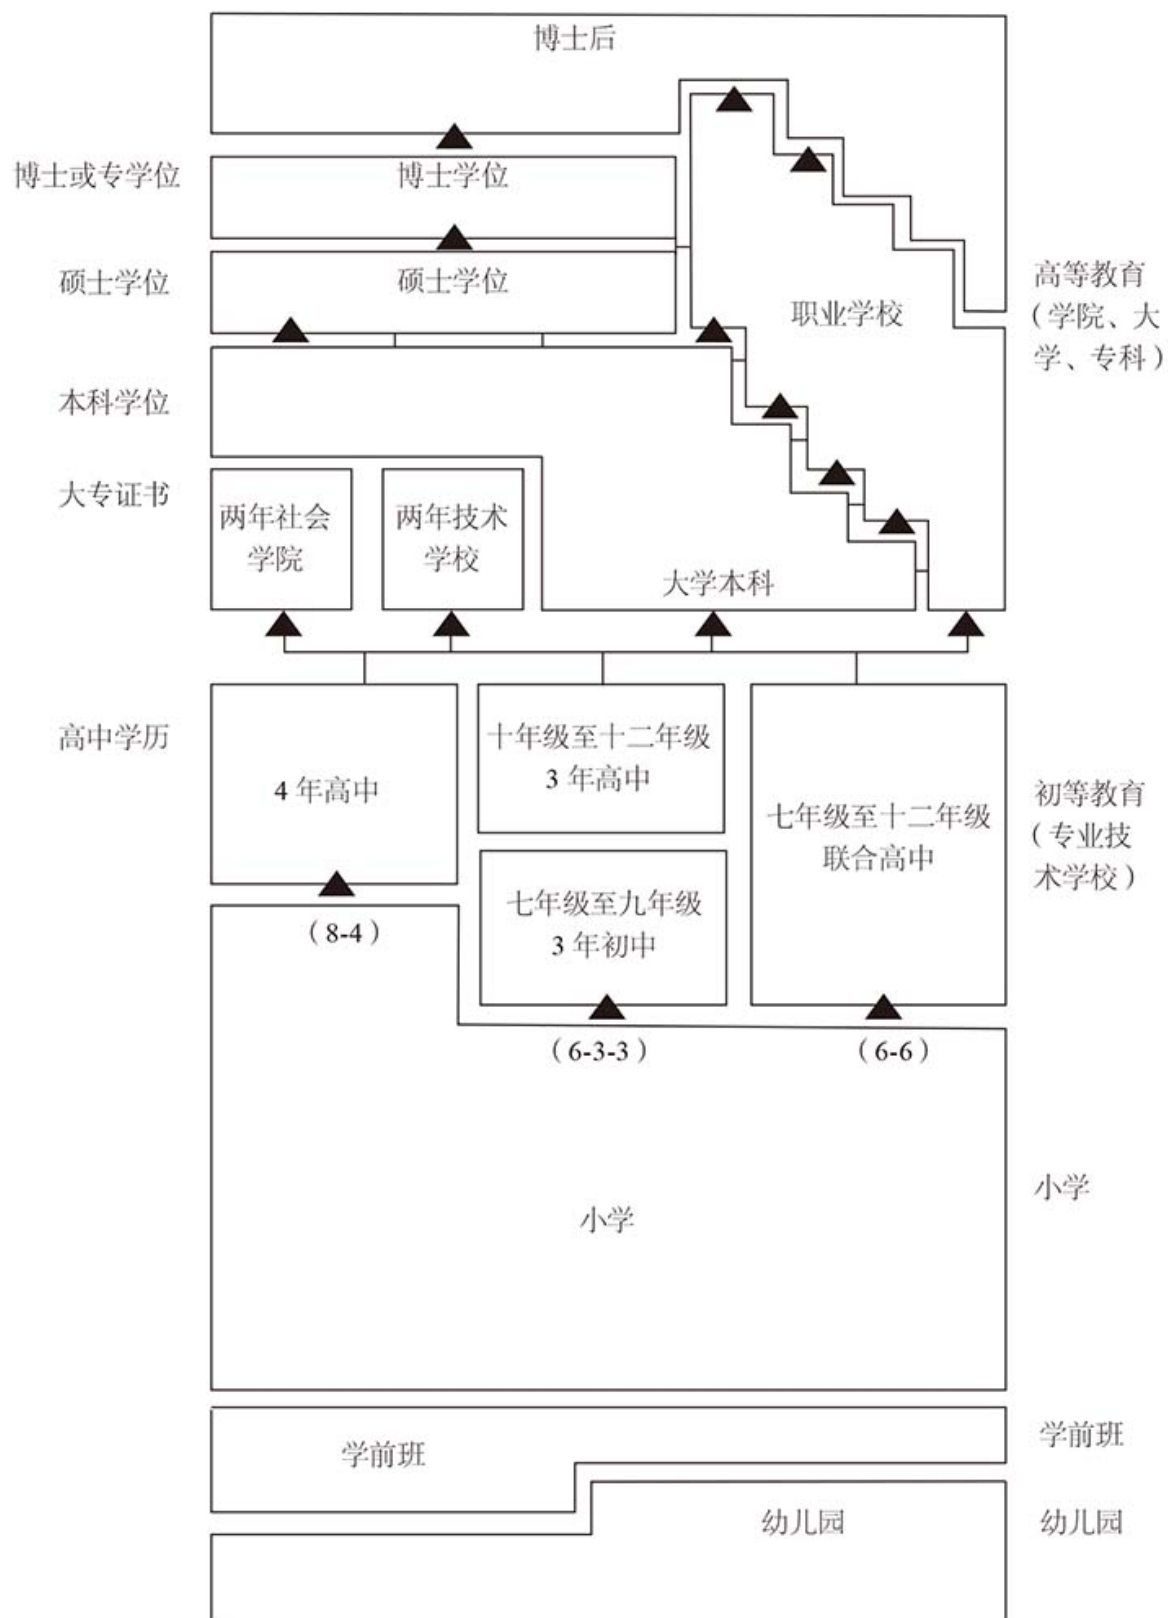 博士后
博士或专学位
博士学位
硕士学位
硕士学位
职业学校
高等教育
(学院、大
学、专科)
本科学位
大专证书
两年社会
学院
两年技术
学校
大学本科
高中学历
4 年高中
十年级至十二年级
3 年高中
七年级至十二年级
联合高中
初等教育
(专业技
术学校)
七年级至九年级
3 年初中
(8-4)
(6-3-3)
(6-6)
小学
小学
学前班
学前班
幼儿园
幼儿园